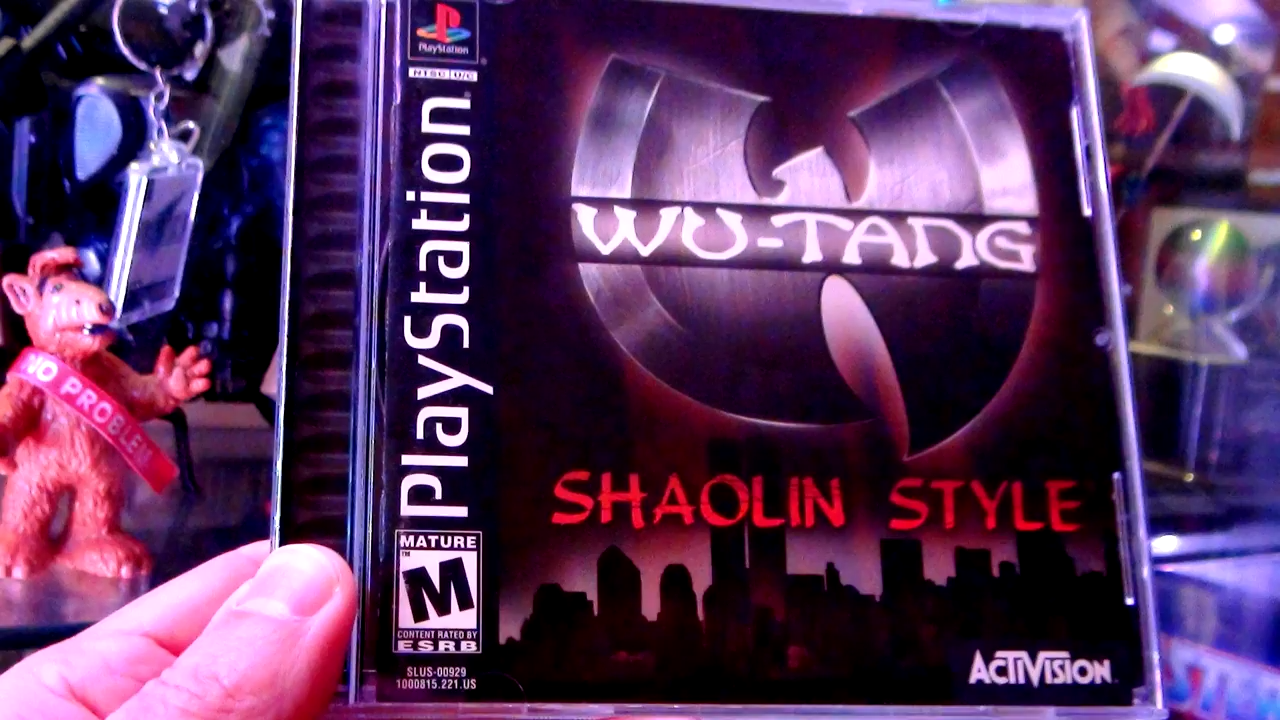 PlayStation
NTSC U/C
PlayStation
WU-TANG
SHAOLIN STYLE
MATURE
M
CONTENT RATED BY
ESRB
SLUS-00929
1000815.221.US
ACTIVISION
NO PROBLEM